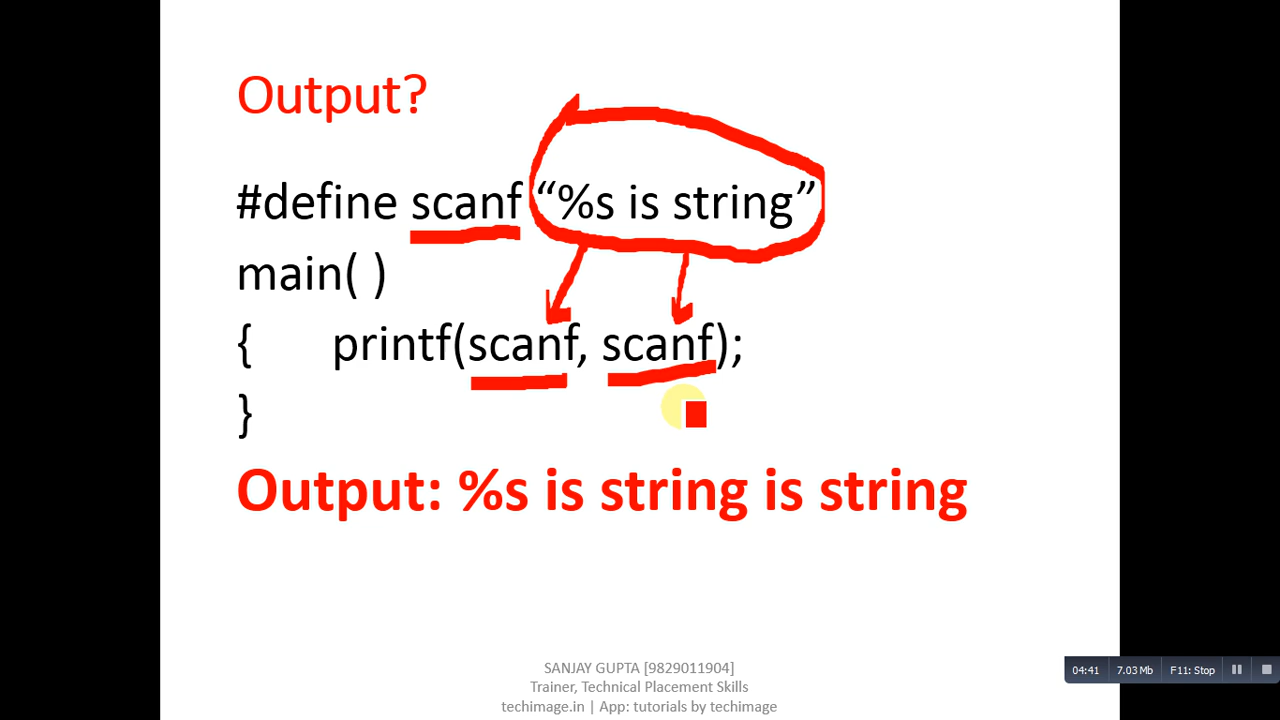 Output?
#define scanf “%s is string”
main( )
{ printf(scanf, scanf);
}
Output: %s is string is string
SANJAY GUPTA [9829011904]
Trainer, Technical Placement Skills
techimage.in | App: tutorials by techimage
04:41 7.03 Mb F11: Stop